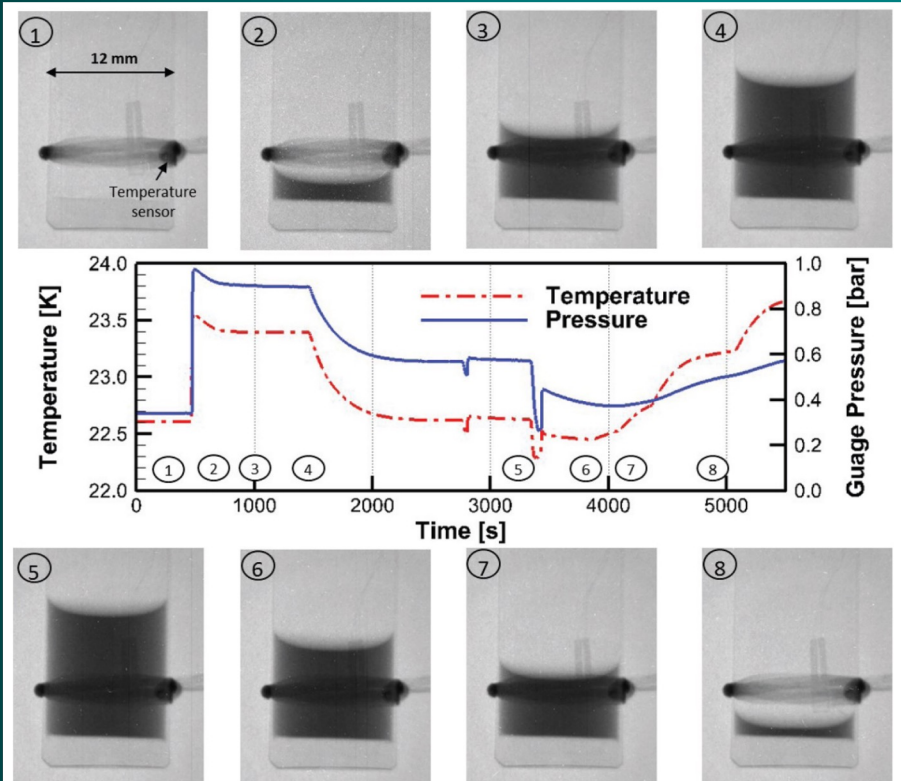 1
2
3
4
12 mm
Temperature
sensor
24.0
23.5
23.0
22.5
22.0
Temperature [K]
Temperature
Pressure
1.0
0.8
0.6
0.4
0.2
0.0
Guage Pressure [bar]
1 2 3 4 5 6 7 8
0 1000 2000 3000 4000 5000
Time [s]
5
6
7
8